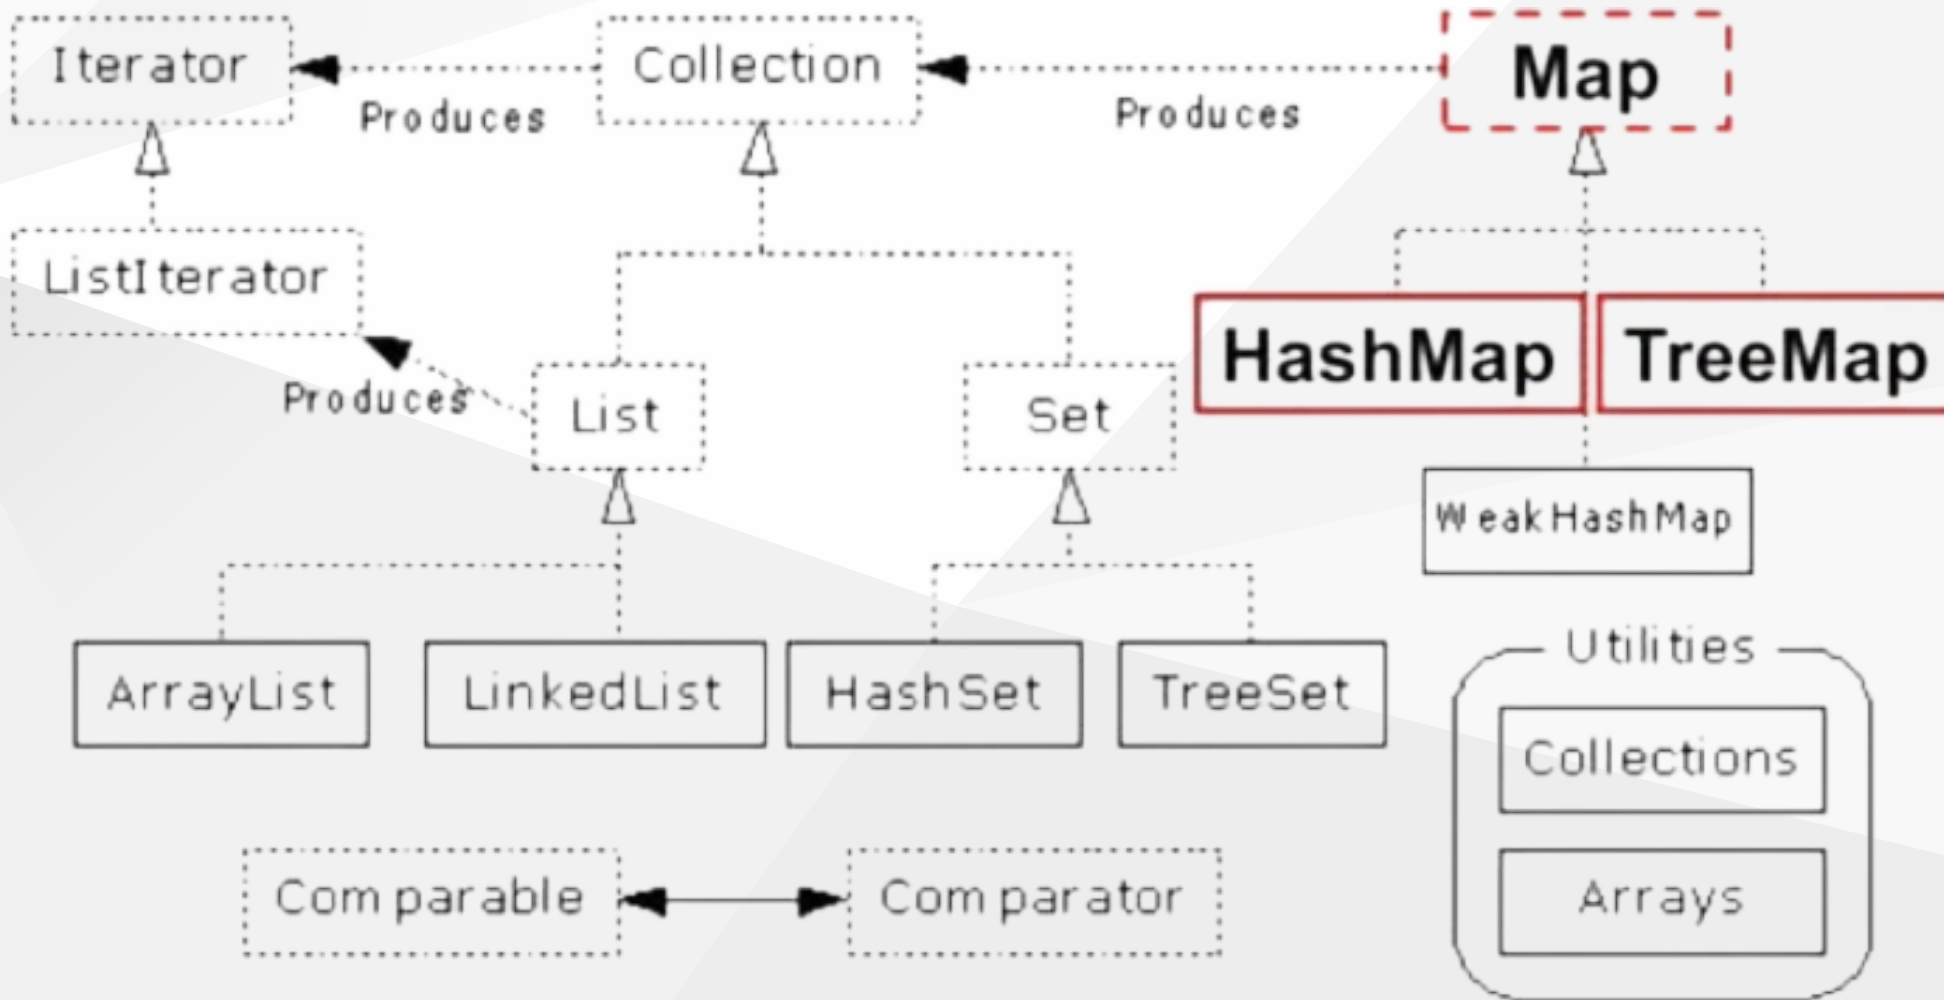 Iterator
Collection
Map
Produces
Produces
ListIterator
HashMap
TreeMap
Produces
List
Set
WeakHashMap
Utilities
ArrayList
LinkedList
HashSet
TreeSet
Collections
Comparable
Comparator
Arrays